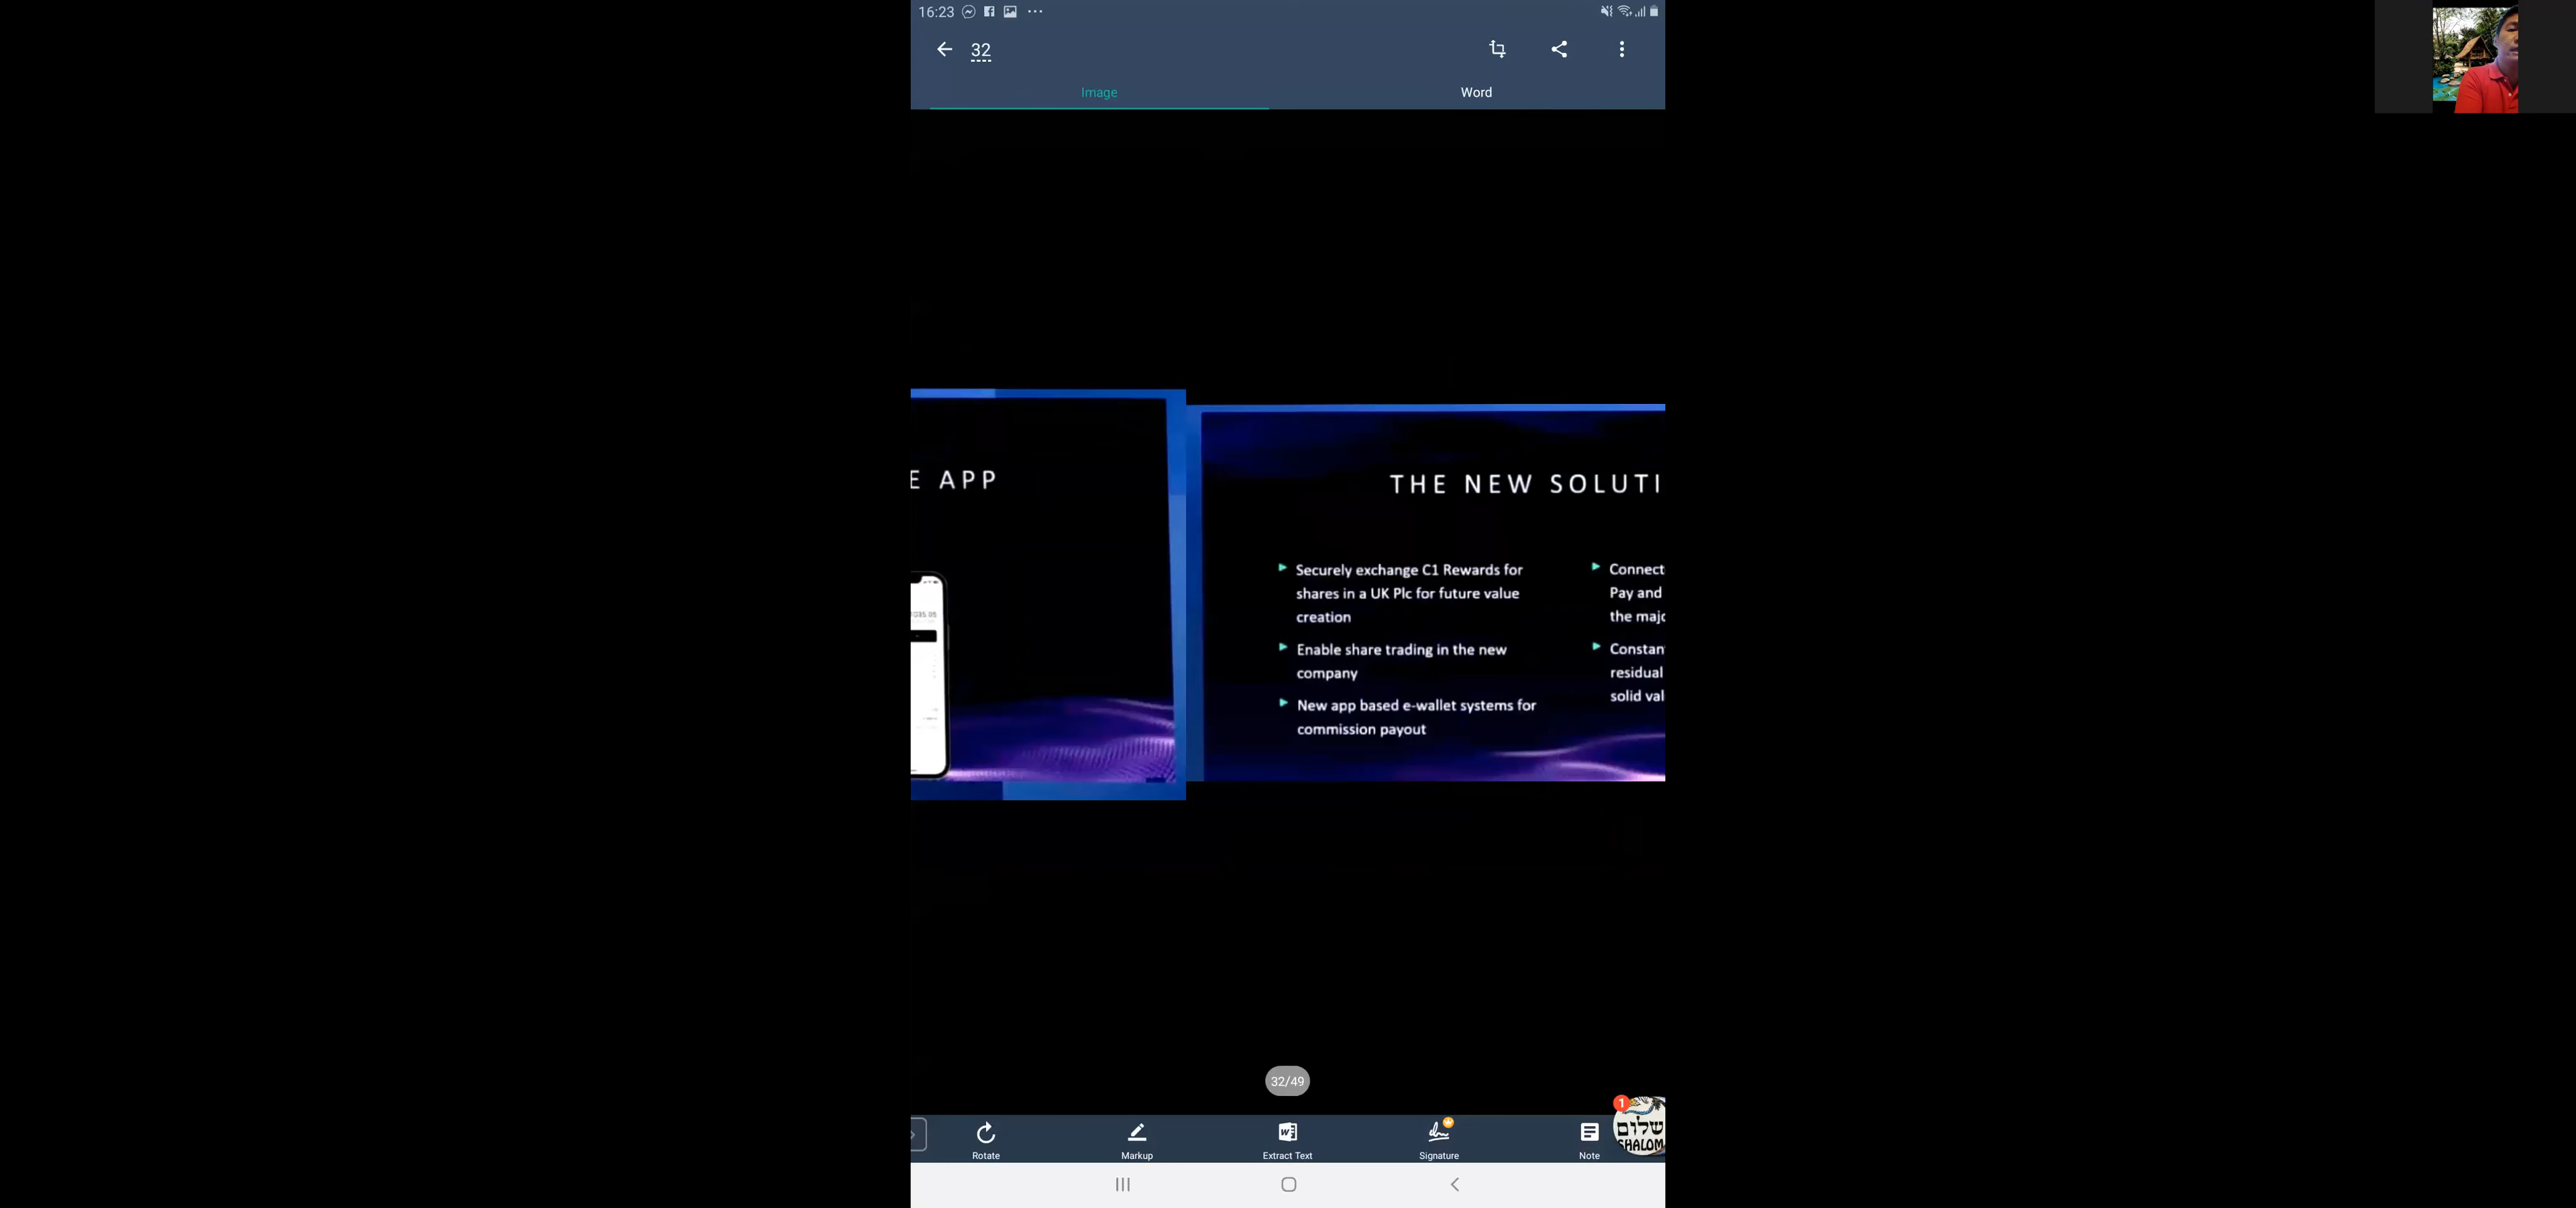 16:23
32
Image
Word
E APP
THE NEW SOLUTI
Securely exchange C1 Rewards for
shares in a UK Plc for future value
creation
Enable share trading in the new
company
New app based e-wallet systems for
commission payout
Connect
Pay and
the majo
Constan
residual
solid val
32/49
1
שלום
SHALOM
Rotate
Markup
Extract Text
Signature
Note